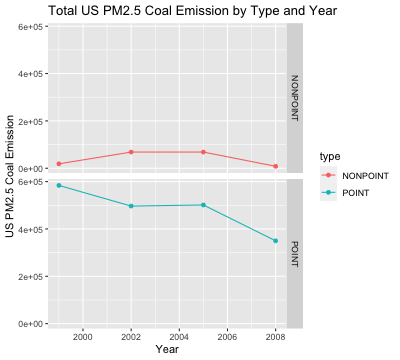 Total US PM2.5 Coal Emission by Type and Year
US PM2.5 Coal Emission
6e+05
4e+05
2e+05
0e+00
NONPOINT
6e+05
4e+05
2e+05
0e+00
POINT
2000 2002 2004 2006 2008
Year
type
NONPOINT
POINT